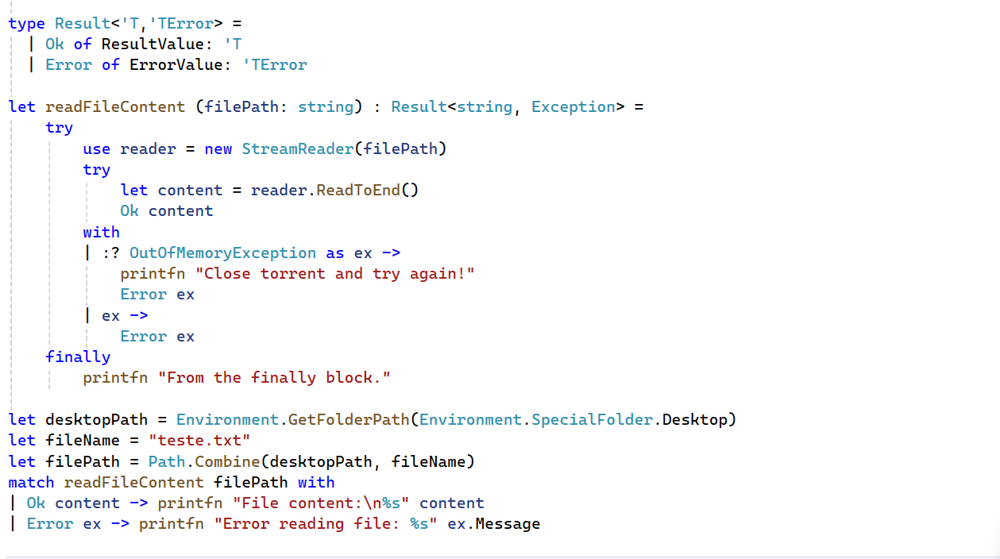 type Result<'T,'TError> =
  | Ok of ResultValue: 'T
  | Error of ErrorValue: 'TError

let readFileContent (filePath: string) : Result<string, Exception> =
    try
        use reader = new StreamReader(filePath)
        try
            let content = reader.ReadToEnd()
            Ok content
        with
        | :? OutOfMemoryException as ex ->
            printfn "Close torrent and try again!"
            Error ex
        | ex ->
            Error ex
    finally
        printfn "From the finally block."

let desktopPath = Environment.GetFolderPath(Environment.SpecialFolder.Desktop)
let fileName = "teste.txt"
let filePath = Path.Combine(desktopPath, fileName)
match readFileContent filePath with
| Ok content -> printfn "File content:\n%s" content
| Error ex -> printfn "Error reading file: %s" ex.Message